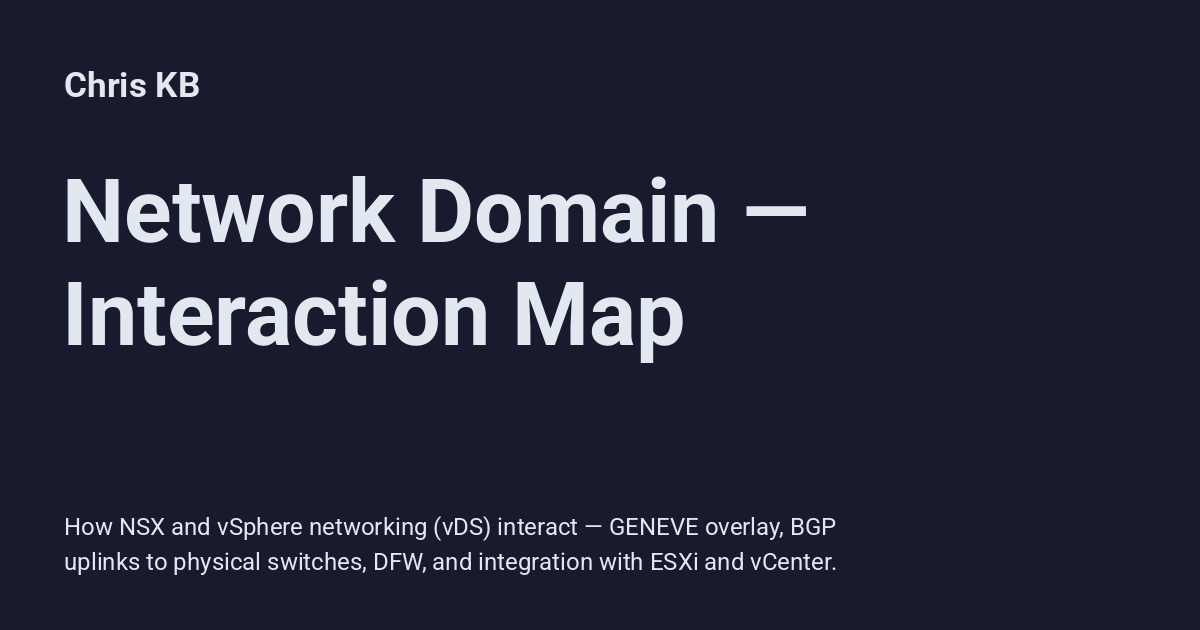 Chris KB
Network Domain —
Interaction Map
How NSX and vSphere networking (vDS) interact — GENEVE overlay, BGP
uplinks to physical switches, DFW, and integration with ESXi and vCenter.